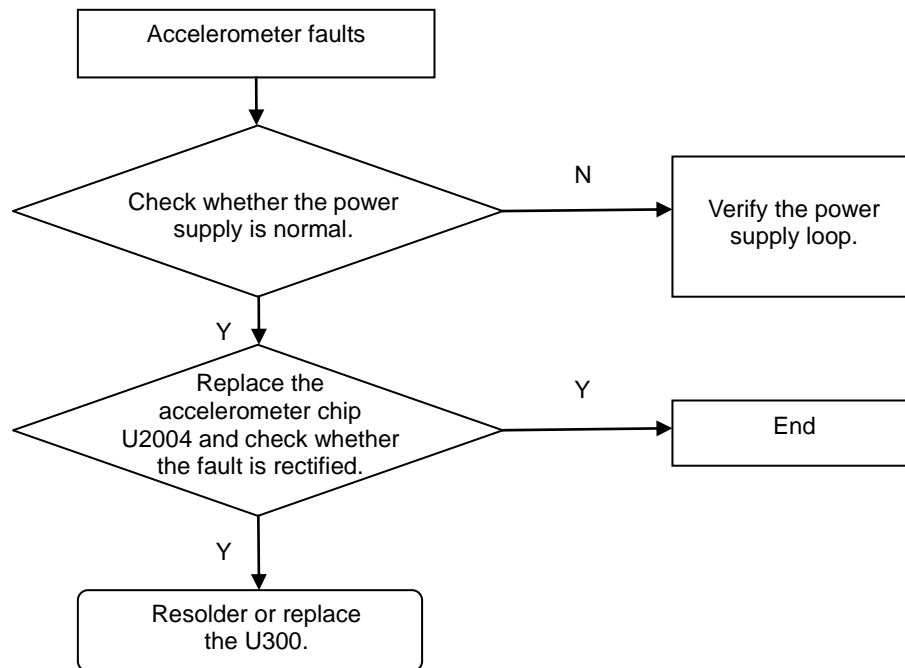 Accelerometer faults
Check whether the power
supply is normal.
N
Verify the power
supply loop.
Y
Replace the
accelerometer chip
U2004 and check whether
the fault is rectified.
Y
End
Y
Resolder or replace
the U300.